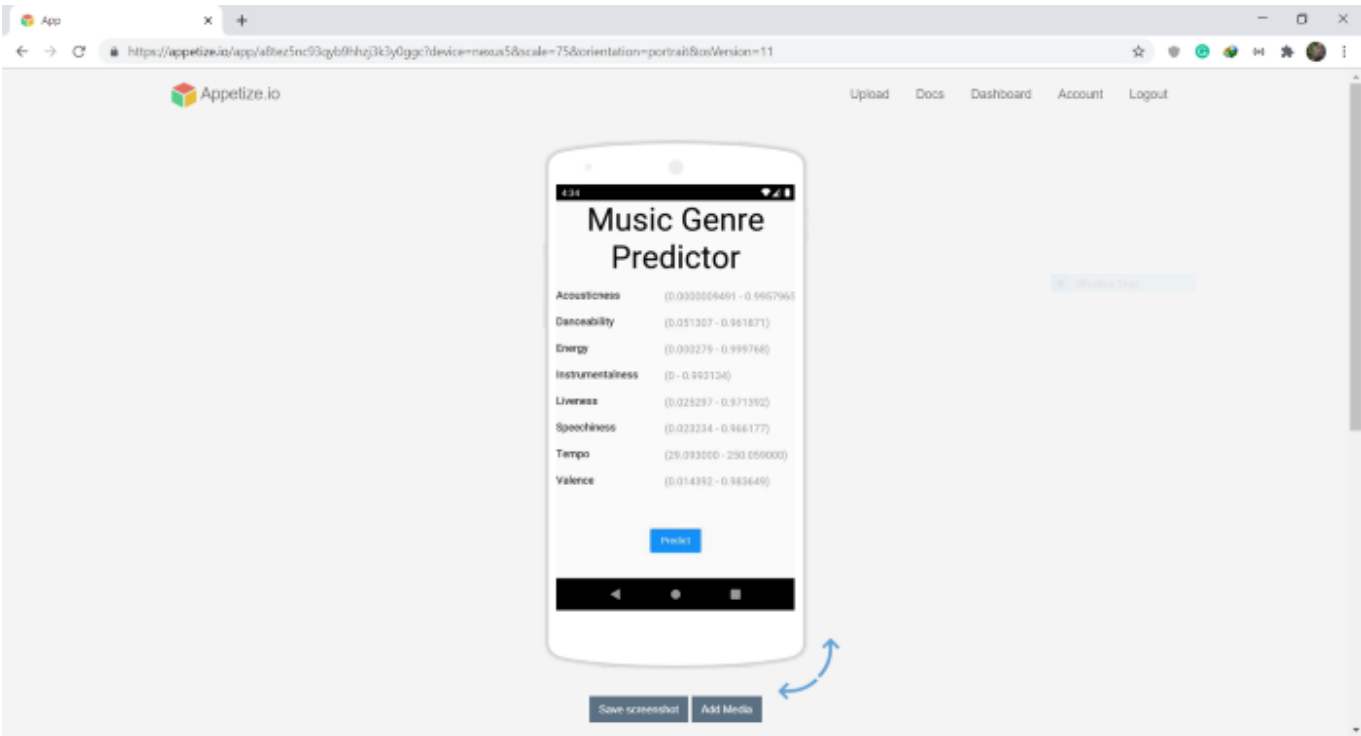 App
https://appetize.io/app/a8tez5nc93qyb9hhzj3k3y0ggc?device=nexus5&scale=75&orientation=portrait&osVersion=11
Appetize.io
Upload Docs Dashboard Account Logout
4:34
Music Genre
Predictor
Acousticness (0.0000009491 - 0.9957965
Danceability (0.051307 - 0.961871)
Energy (0.000279 - 0.999768)
Instrumentalness (0 - 0.993134)
Liveness (0.025297 - 0.971392)
Speechiness (0.023234 - 0.966177)
Tempo (29.093000 - 250.059000)
Valence (0.014392 - 0.983649)
Predict
Save screenshot Add Media